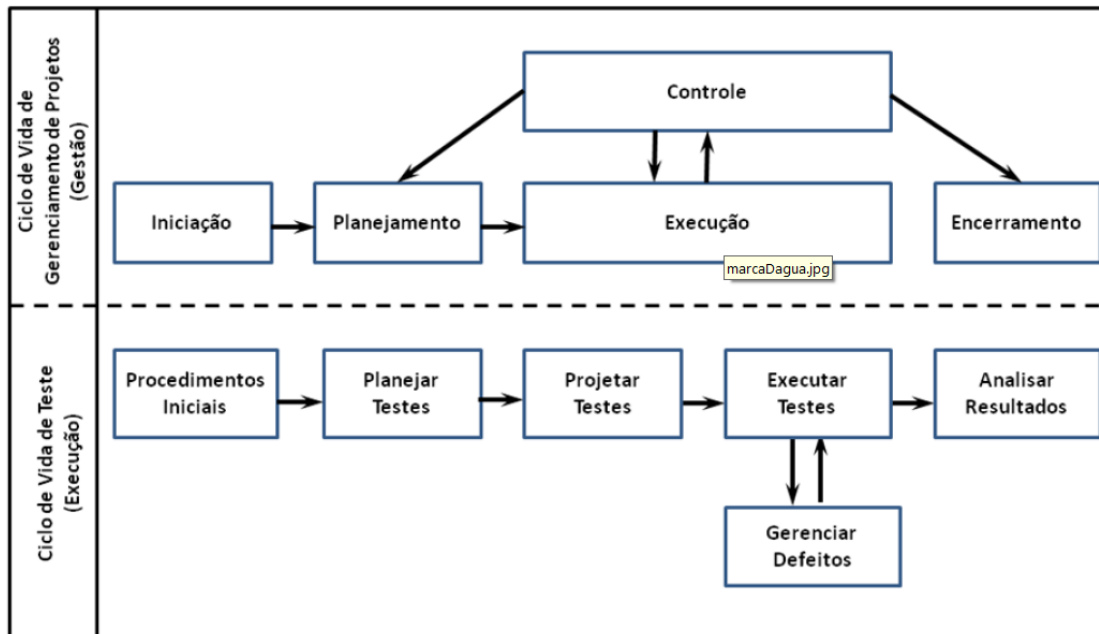 Ciclo de Vida de
Gerenciamento de Projetos
(Gestão)
Controle
Iniciação
Planejamento
Execução
Encerramento
marcaDagua.jpg
Ciclo de Vida de Teste
(Execução)
Procedimentos
Iniciais
Planejar
Testes
Projetar
Testes
Executar
Testes
Analisar
Resultados
Gerenciar
Defeitos